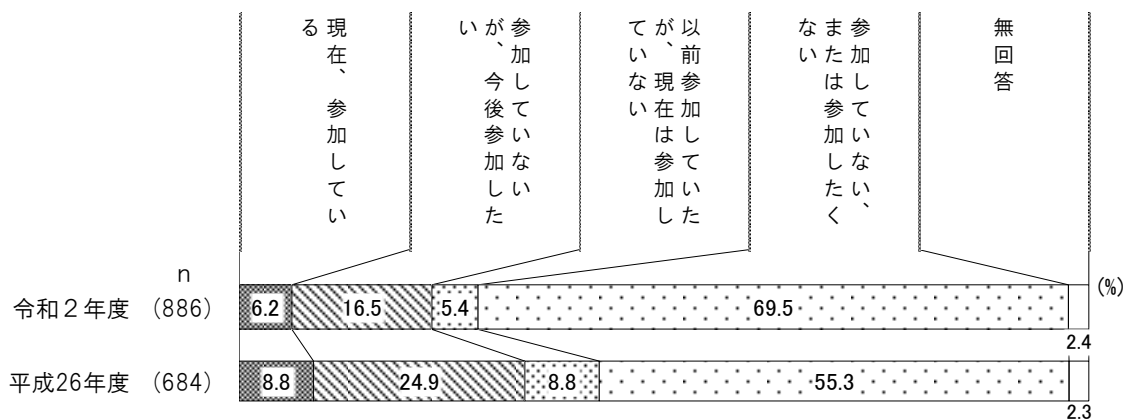 現在、参加してい
る
参加していない
が、今後参加した
い
以前参加していた
が、現在は参加し
ていない
参加していない、
または参加したく
ない
無回答
n
(%)
令和２年度 (886) 6.2 16.5 5.4 69.5
2.4
平成26年度 (684) 8.8 24.9 8.8 55.3
2.3